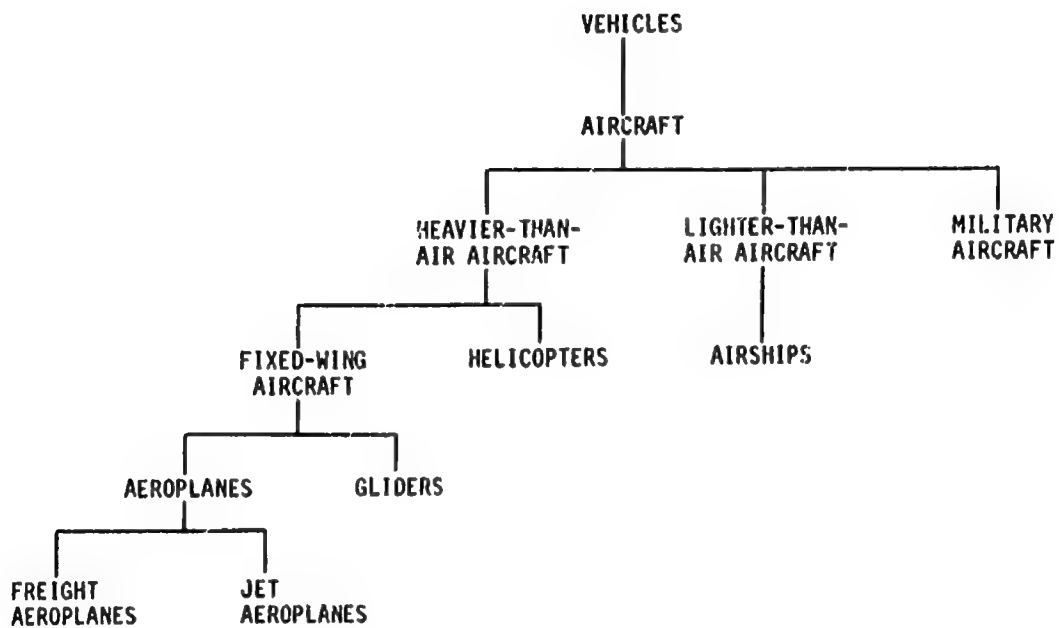 VEHICLES
AIRCRAFT
HEAVIER-THAN-
AIR AIRCRAFT
LIGHTER-THAN-
AIR AIRCRAFT
MILITARY
AIRCRAFT
FIXED-WING
AIRCRAFT
HELICOPTERS
AIRSHIPS
AEROPLANES
GLIDERS
FREIGHT
AEROPLANES
JET
AEROPLANES